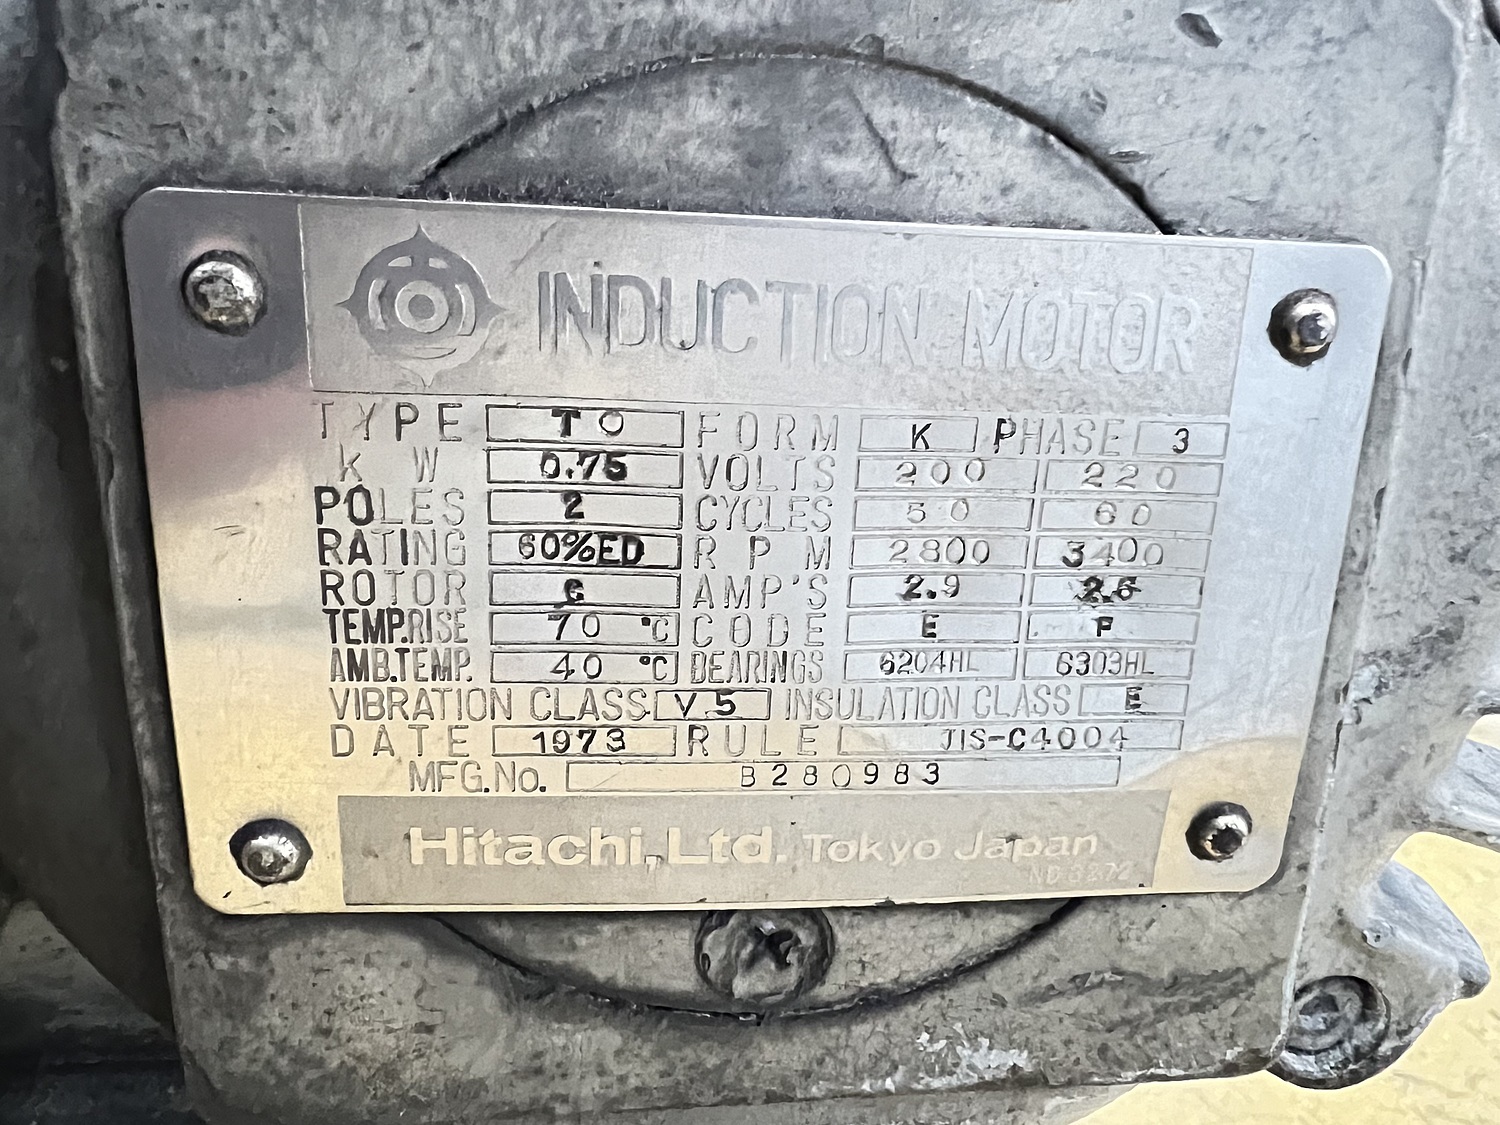 INDUCTION MOTOR
TYPE TO FORM K PHASE 3
kW 0.75 VOLTS 200 220
POLES 2 CYCLES 50 60
RATING 60%ED RPM 2800 3400
ROTOR C AMP'S 2.9 2.6
TEMP.RISE 70 °C CODE E F
AMB.TEMP. 40 °C BEARINGS 6204HL 6303HL
VIBRATION CLASS V 5 INSULATION CLASS E
DATE 1973 RULE JIS-C4004
MFG.No. B280983
Hitachi,Ltd. Tokyo Japan
ND 3272